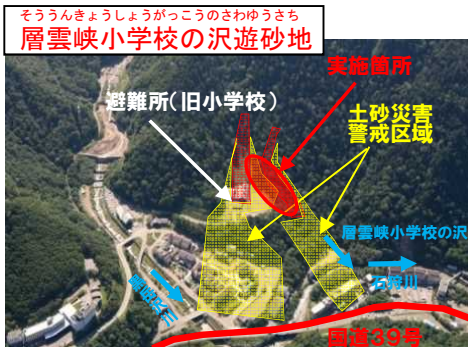 そううんきょうしょうがっこうのさわゆうさち
層雲峡小学校の沢遊砂地
実施箇所
避難所(旧小学校)
土砂災害
警戒区域
層雲峡小学校の沢
石狩川
国道39号